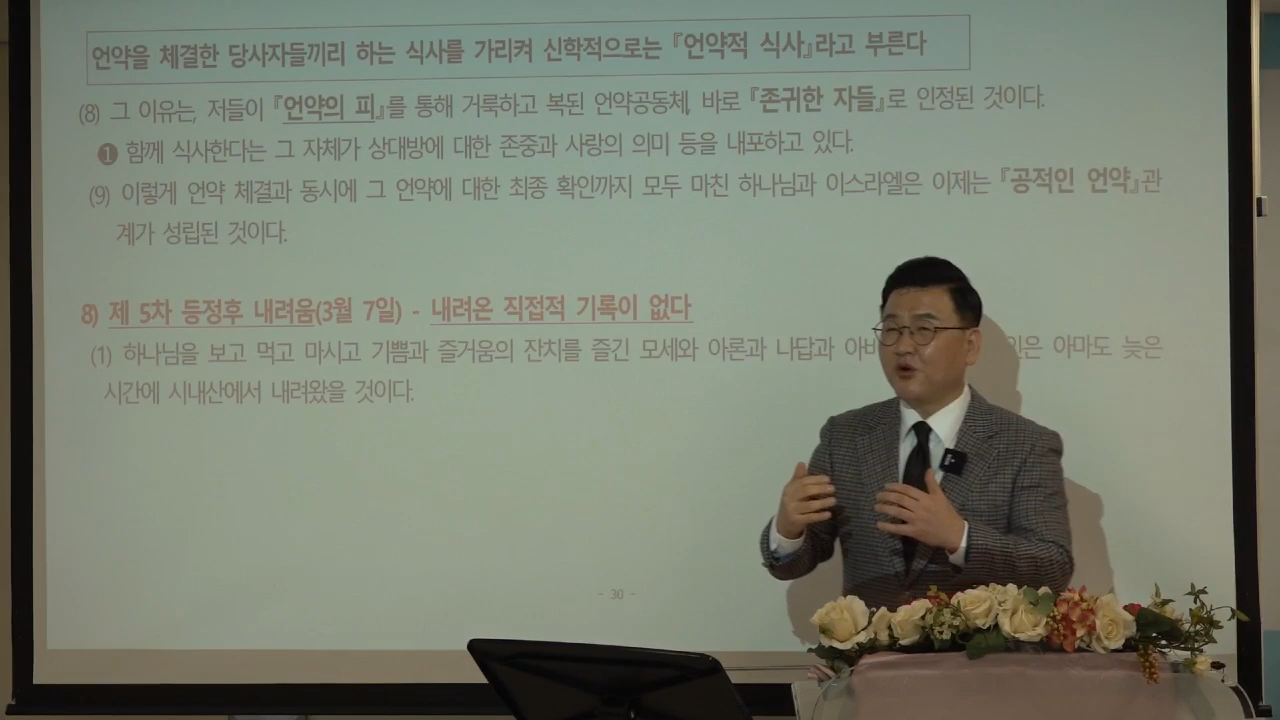 언약을 체결한 당사자들끼리 하는 식사를 가리켜 신학적으로는 『언약적 식사』라고 부른다
(8) 그 이유는, 저들이 『언약의 피』를 통해 거룩하고 복된 언약공동체, 바로 『존귀한 자들』로 인정된 것이다.
❶ 함께 식사한다는 그 자체가 상대방에 대한 존중과 사랑의 의미 등을 내포하고 있다.
(9) 이렇게 언약 체결과 동시에 그 언약에 대한 최종 확인까지 모두 마친 하나님과 이스라엘은 이제는 『공적인 언약』관
계가 성립된 것이다.
8) 제 5차 등정후 내려움(3월 7일) - 내려온 직접적 기록이 없다
(1) 하나님을 보고 먹고 마시고 기쁨과 즐거움의 잔치를 즐긴 모세와 아론과 나답과 아마도 늦은
시간에 시내산에서 내려왔을 것이다.
- 30 -